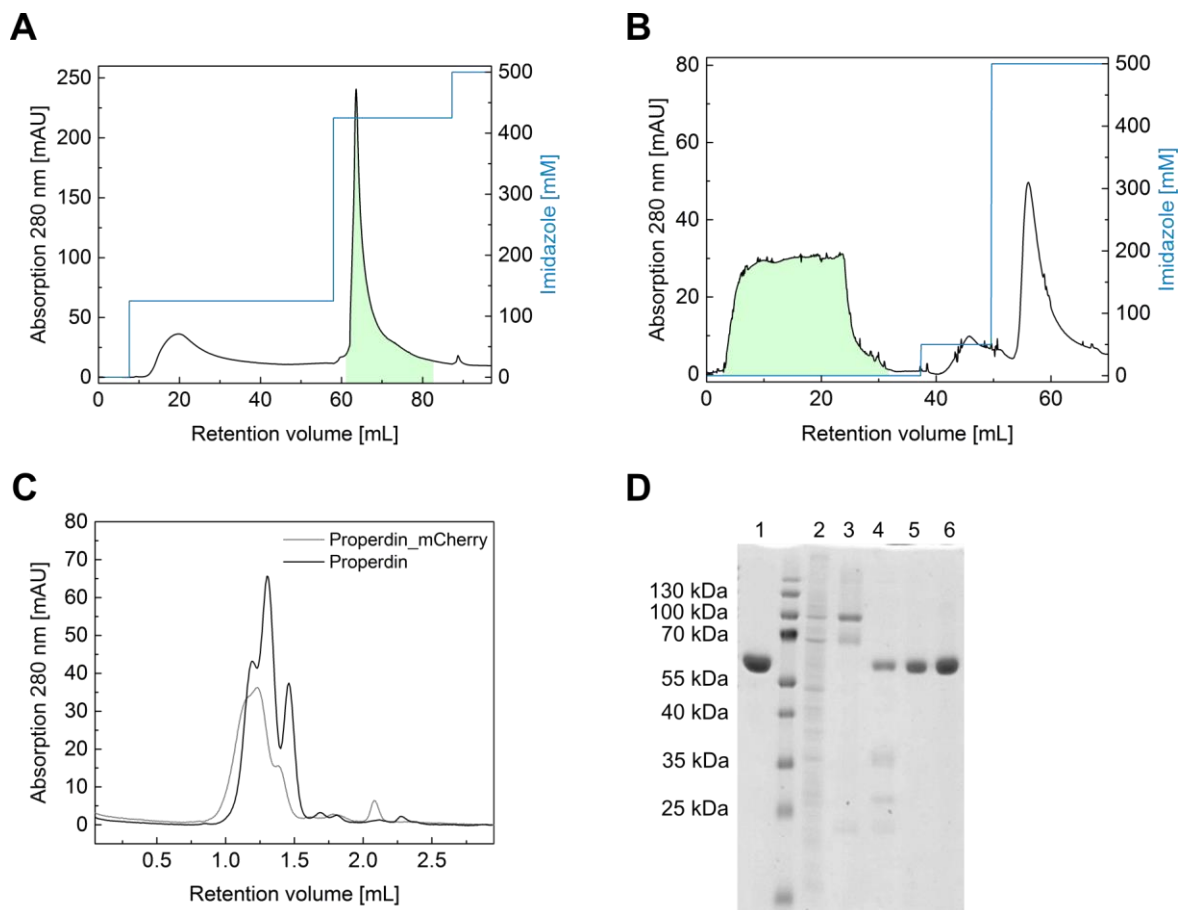 A
B
250
200
150
100
50
0
Absorption 280 nm [mAU]
500
400
300
200
100
0
Imidazole [mM]
0 20 40 60 80
Retention volume [mL]
80
60
40
20
0
Absorption 280 nm [mAU]
500
400
300
200
100
0
Imidazole [mM]
0 20 40 60
Retention volume [mL]
C
D
80
70
60
50
40
30
20
10
0
Absorption 280 nm [mAU]
Properdin_mCherry
Properdin
0.5 1.0 1.5 2.0 2.5
Retention volume [mL]
1 2 3 4 5 6
130 kDa
100 kDa
70 kDa
55 kDa
40 kDa
35 kDa
25 kDa